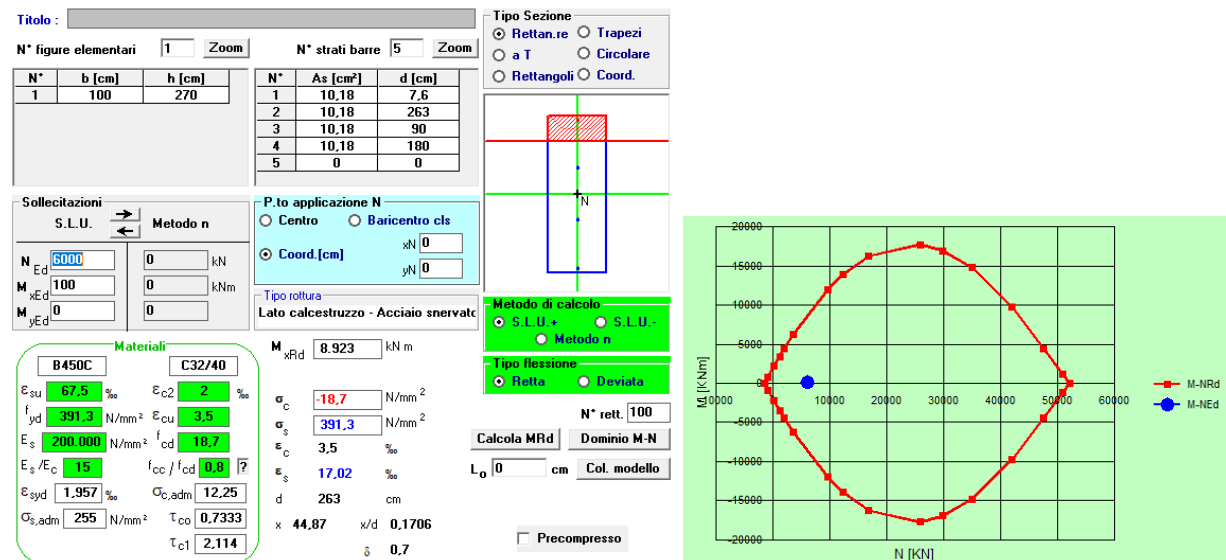 Titolo :
N° figure elementari 1 Zoom
N° strati barre 5 Zoom
N° b [cm] h [cm]
1 100 270
N° As [cm²] d [cm]
1 10,18 7,6
2 10,18 263
3 10,18 90
4 10,18 180
5 0 0
Tipo Sezione
Rettan.re Trapezi
a T Circolare
Rettangoli Coord.
N
Sollecitazioni
S.L.U. Metodo n
N Ed 6000 0 kN
M xEd 100 0 kNm
M yEd 0 0
P.to applicazione N
Centro Baricentro cls
Coord.[cm] xN 0
yN 0
Tipo rottura
Lato calcestruzzo - Acciaio snervato
Metodo di calcolo
S.L.U.+ S.L.U.-
Metodo n
Tipo flessione
Retta Deviata
Materiali
B450C C32/40
εsu 67,5 ‰ εc2 2 ‰
fyd 391,3 N/mm² εcu 3,5
Es 200.000 N/mm² fcd 18,7
Es/Ec 15 fcc/fcd 0,8 ?
εsyd 1,957 ‰ σc,adm 12,25
σs,adm 255 N/mm² τco 0,7333
τc1 2,114
M xRd 8.923 kN m
σc -18,7 N/mm²
σs 391,3 N/mm²
εc 3,5 ‰
εs 17,02 ‰
d 263 cm
x 44,87 x/d 0,1706
δ 0,7
N° rett. 100
Calcola MRd Dominio M-N
L₀ 0 cm Col. modello
Precompresso
20000
15000
10000
5000
0
-5000
-10000
-15000
-20000
M [KNm]
-10000 0 10000 20000 30000 40000 50000 60000
N [KN]
M-NRd
M-NEd